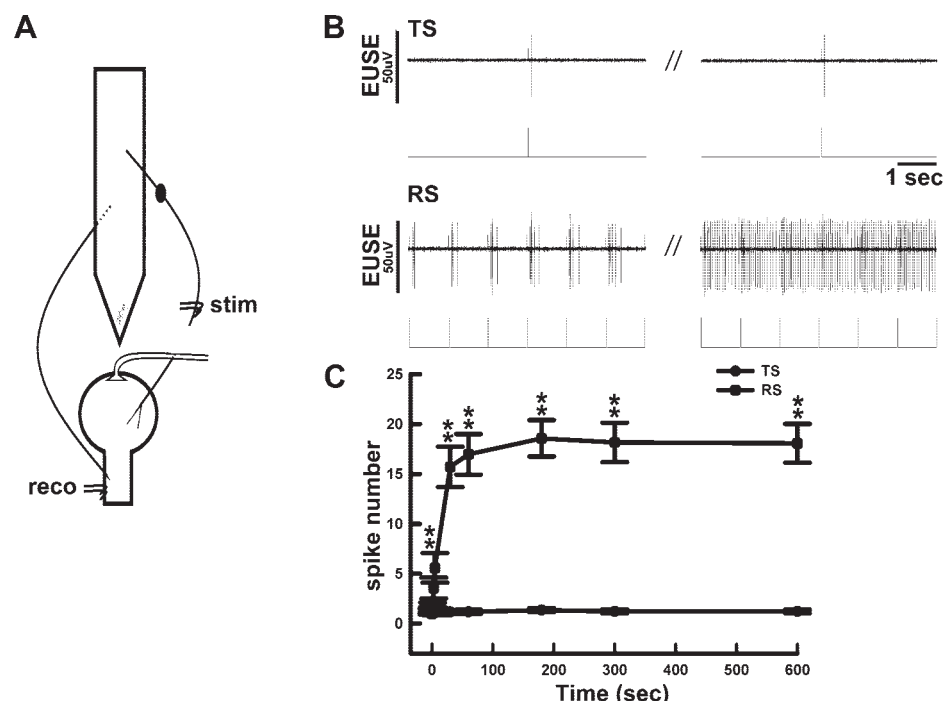 A
stim
reco
B
TS
EUSE
50uV
//
1 sec
RS
EUSE
50uV
//
C
TS
RS
25
20
15
10
5
0
spike number
**
**
**
**
**
**
0
100
200
300
400
500
600
Time (sec)